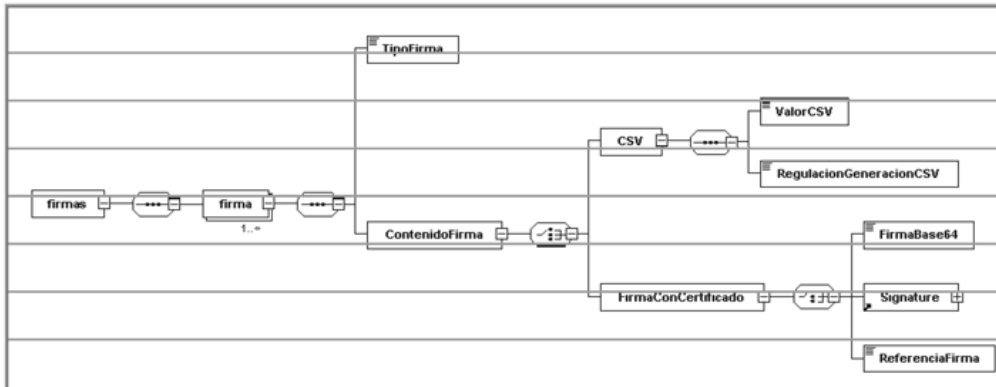 TipoFirma
ValorCSV
CSV
RegulacionGeneracionCSV
firmas
firma
1..∞
ContenidoFirma
FirmaBase64
FirmaConCertificado
Signature
ReferenciaFirma